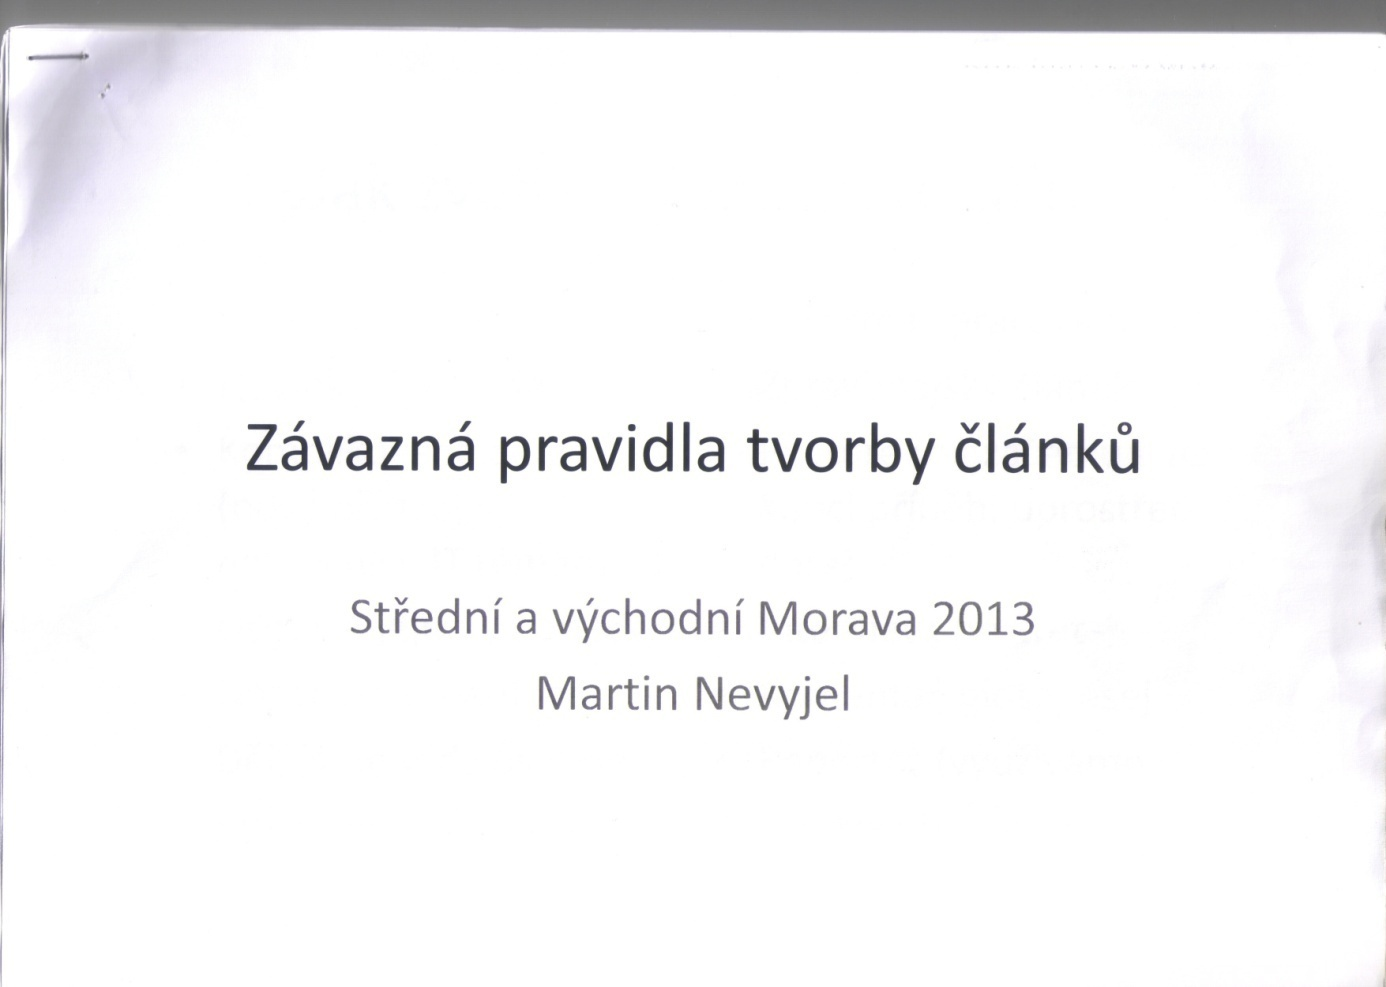 Závazná pravidla tvorby článků
Střední a východní Morava 2013
Martin Nevyjel